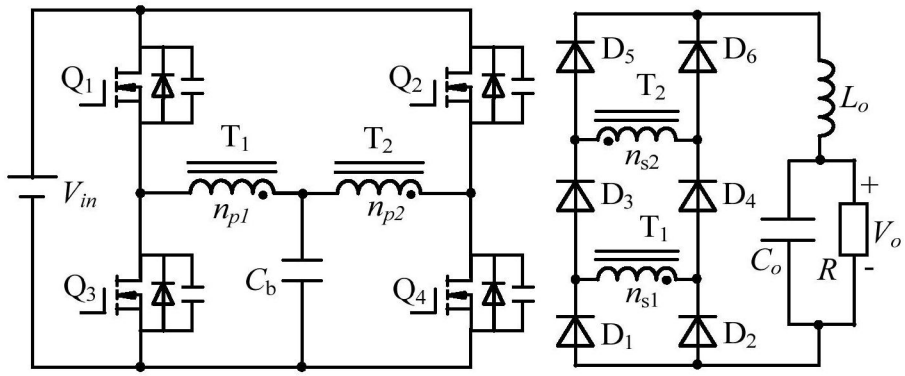 Q1
Q2
T1
T2
Vin
np1
np2
Q3
Cb
Q4
D5
D6
T2
ns2
Lo
D3
D4
T1
ns1
Co
R
+
Vo
-
D1
D2